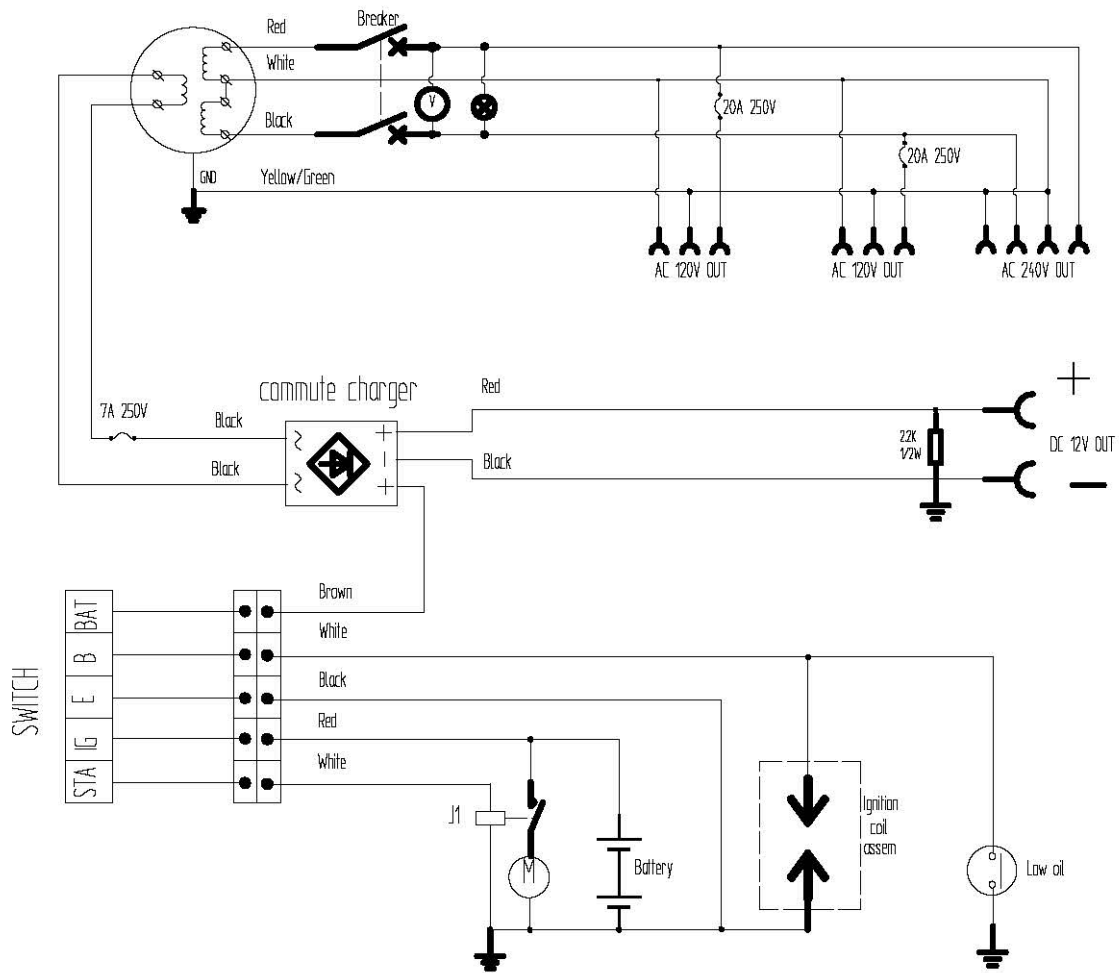 Red
Breaker
White
V
20A 250V
Black
20A 250V
GND
Yellow/Green
AC 120V OUT
AC 120V OUT
AC 240V OUT
commute charger
Red
+
7A 250V
Black
+
2.2K
1/2W
DC 12V OUT
~
−
Black
Black
~
+
−
SWITCH
BAT
Brown
White
B
Black
E
Red
IG
White
STA
J1
M
Battery
Ignition
coil
assem
Low oil